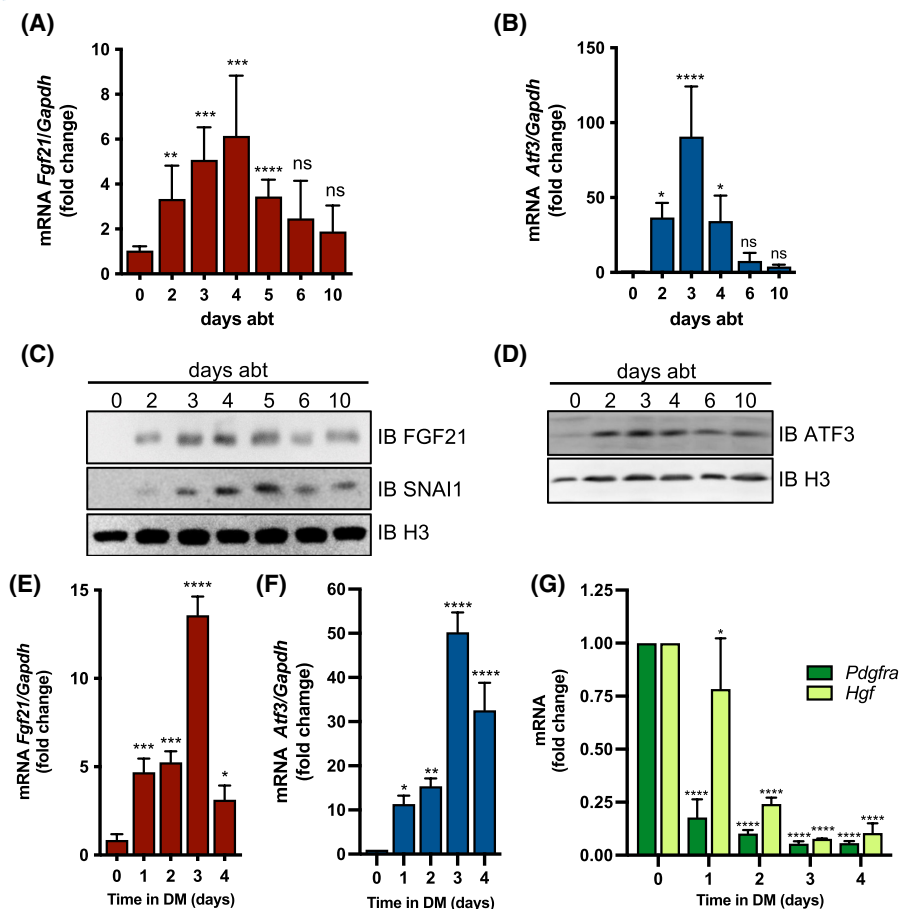 (A)
mRNA Fgf21/Gapdh
(fold change)
10
8
6
4
2
0
** *** *** **** ns ns
0 2 3 4 5 6 10
days abt
(B)
mRNA Atf3/Gapdh
(fold change)
150
100
50
0
* **** * ns ns
0 2 3 4 6 10
days abt
(C)
days abt
0 2 3 4 5 6 10
IB FGF21
IB SNAI1
IB H3
(D)
days abt
0 2 3 4 6 10
IB ATF3
IB H3
(E)
mRNA Fgf21/Gapdh
(fold change)
15
10
5
0
*** *** **** *
0 1 2 3 4
Time in DM (days)
(F)
mRNA Atf3/Gapdh
(fold chamge)
60
50
40
30
20
10
0
* ** **** ****
0 1 2 3 4
Time in DM (days)
(G)
mRNA
(fold change)
1.25
1.00
0.75
0.50
0.25
0.00
**** * **** **** **** **** **** ****
Pdgfra
Hgf
0 1 2 3 4
Time in DM (days)